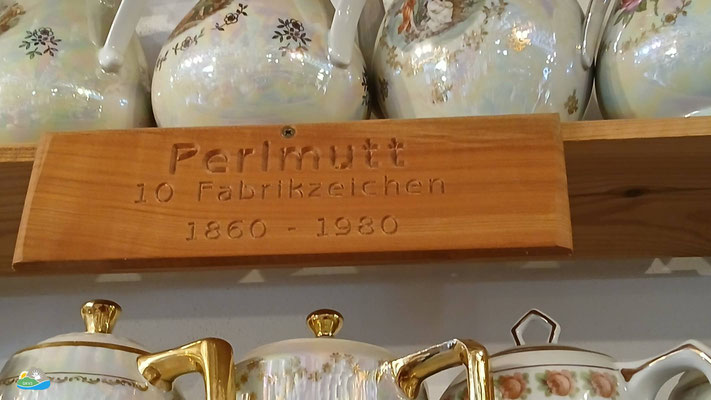 Perlmutt
10 Fabrikzeichen
1860 - 1980